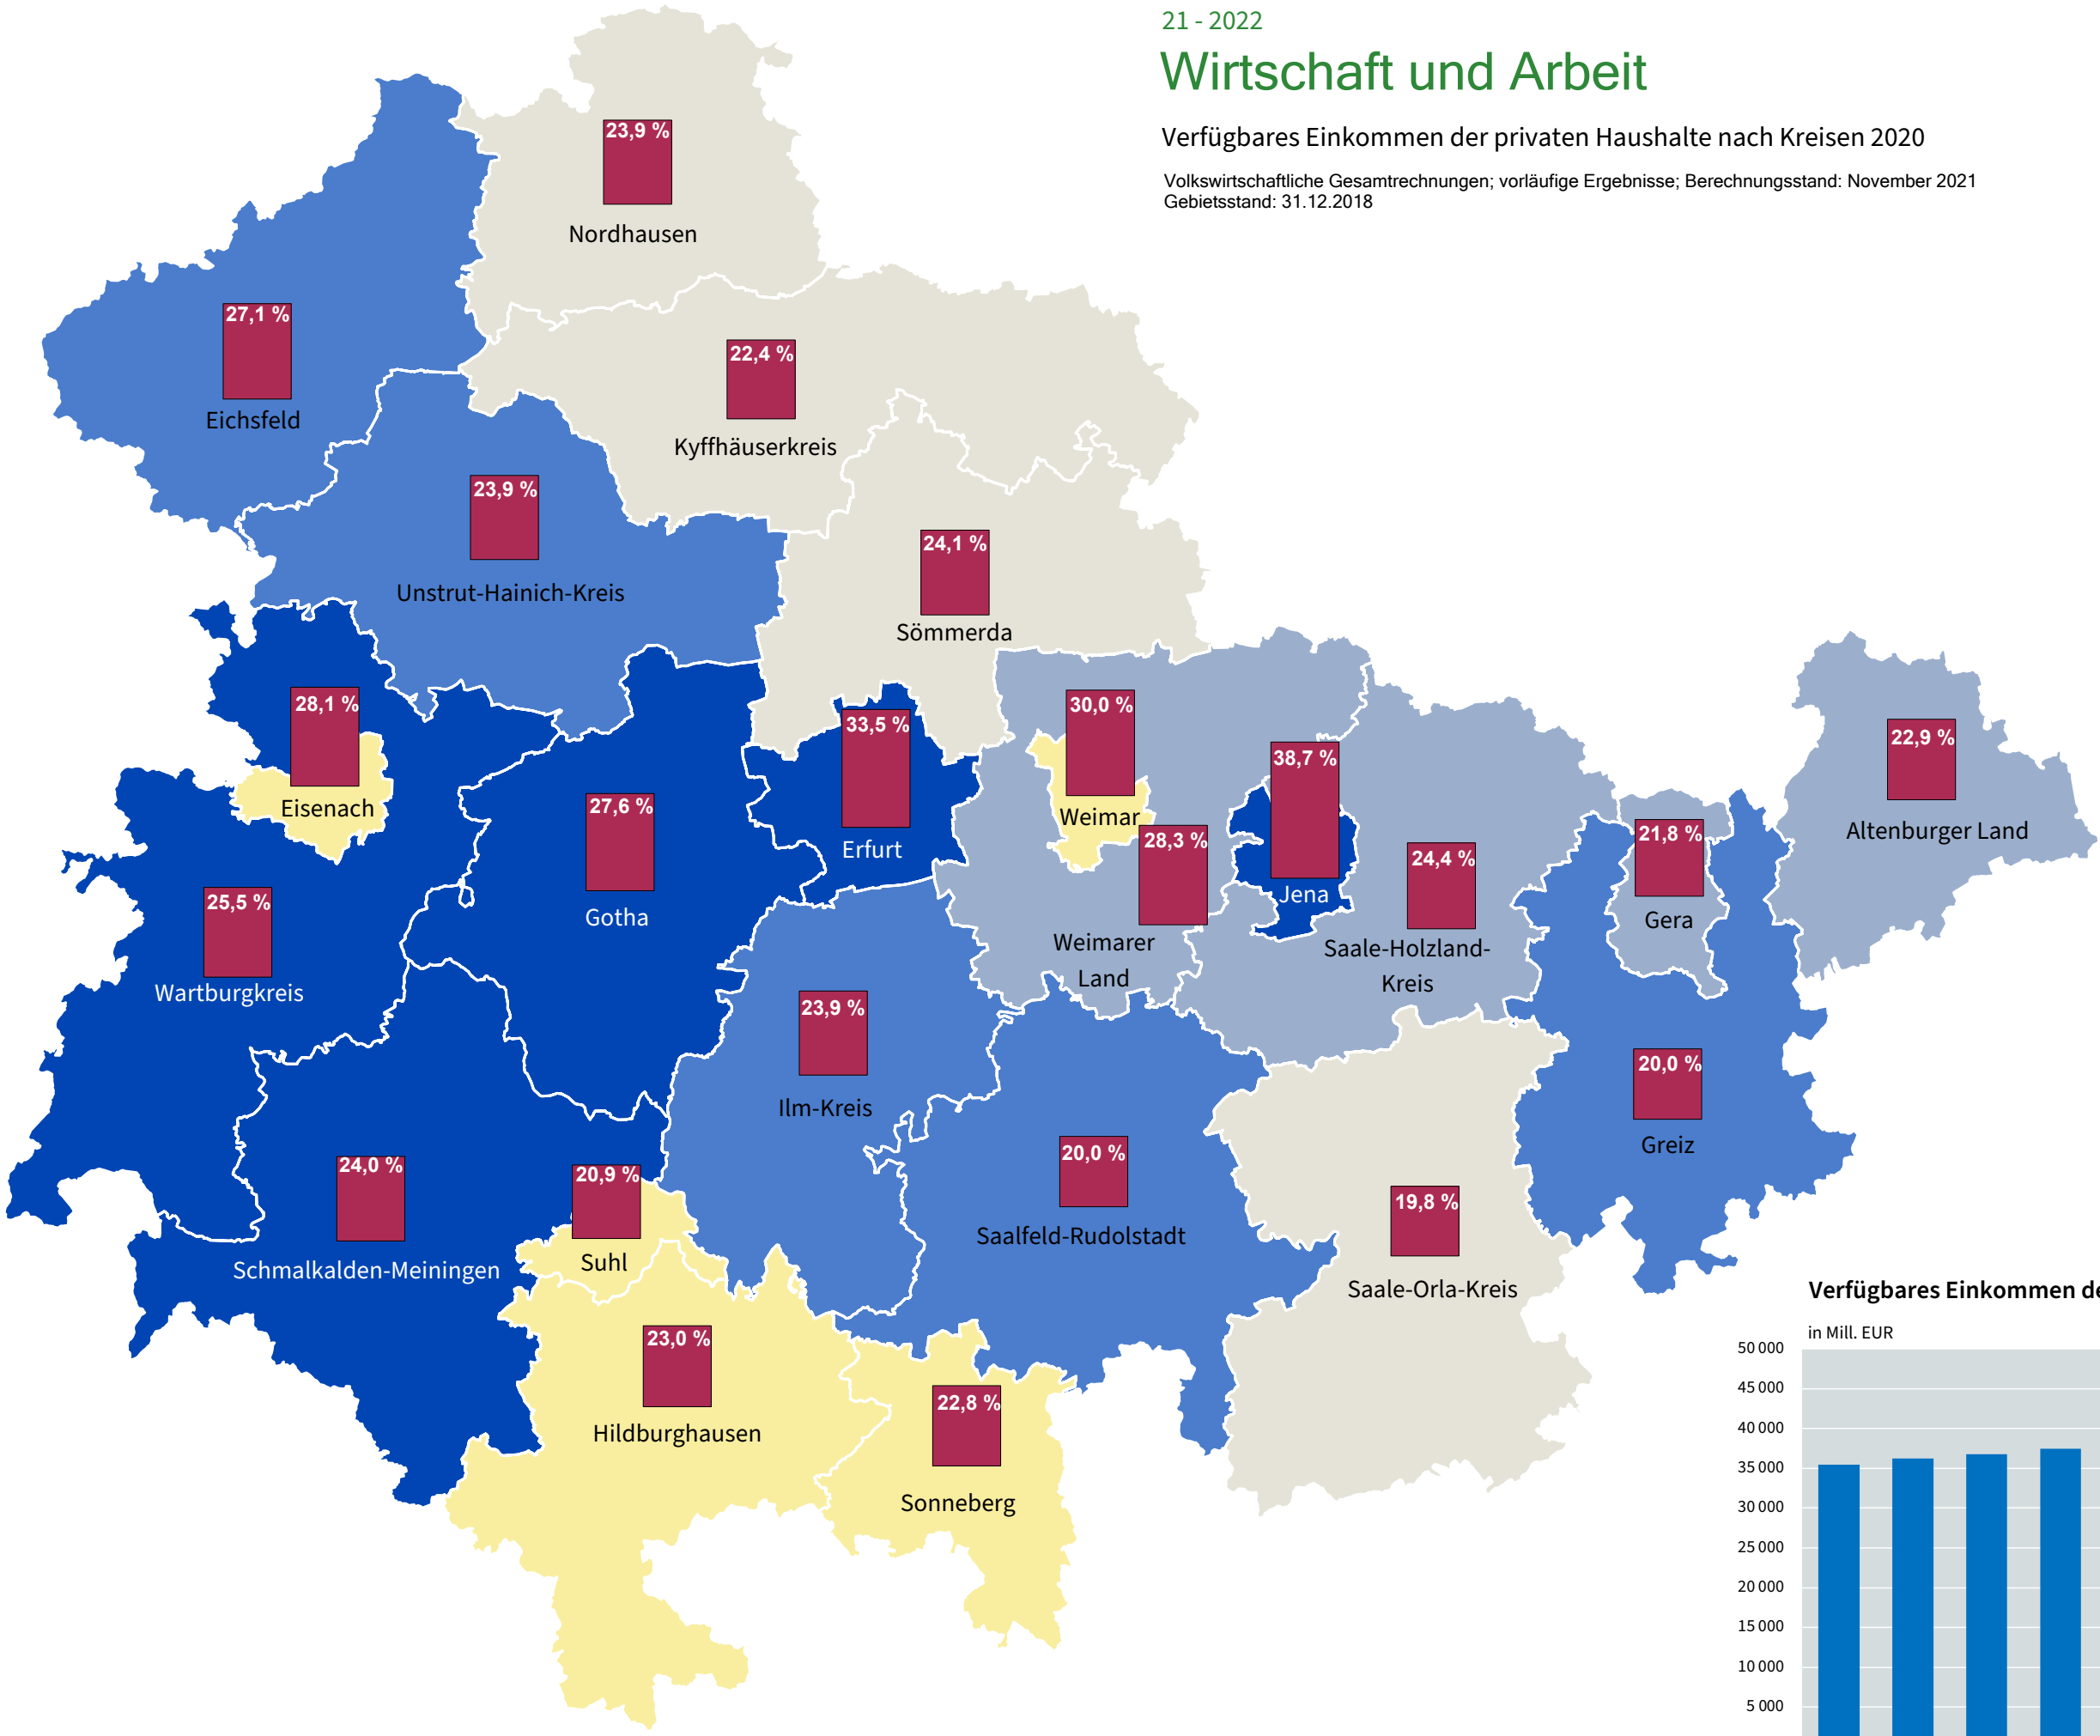 21 - 2022
Wirtschaft und Arbeit
Verfügbares Einkommen der privaten Haushalte nach Kreisen 2020
Volkswirtschaftliche Gesamtrechnungen; vorläufige Ergebnisse; Berechnungsstand: November 2021
Gebietsstand: 31.12.2018
23,9 %
Nordhausen
27,1 %
Eichsfeld
22,4 %
Kyffhäuserkreis
23,9 %
Unstrut-Hainich-Kreis
24,1 %
Sömmerda
28,1 %
Eisenach
33,5 %
Erfurt
30,0 %
Weimar
38,7 %
Jena
22,9 %
Altenburger Land
27,6 %
Gotha
28,3 %
Weimarer
Land
24,4 %
Saale-Holzland-
Kreis
21,8 %
Gera
25,5 %
Wartburgkreis
23,9 %
Ilm-Kreis
20,0 %
Greiz
24,0 %
Schmalkalden-Meiningen
20,9 %
Suhl
20,0 %
Saalfeld-Rudolstadt
19,8 %
Saale-Orla-Kreis
23,0 %
Hildburghausen
22,8 %
Sonneberg
Verfügbares Einkommen de
in Mill. EUR
50 000
45 000
40 000
35 000
30 000
25 000
20 000
15 000
10 000
5 000